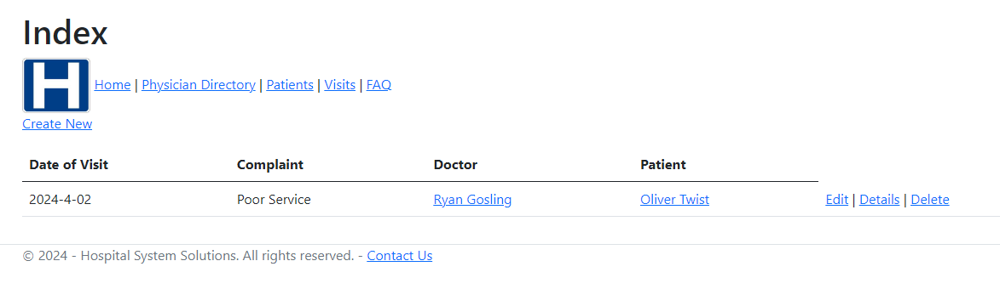 Index
H
Home | Physician Directory | Patients | Visits | FAQ
Create New
Date of Visit Complaint Doctor Patient
2024-4-02 Poor Service Ryan Gosling Oliver Twist Edit | Details | Delete
© 2024 - Hospital System Solutions. All rights reserved. - Contact Us